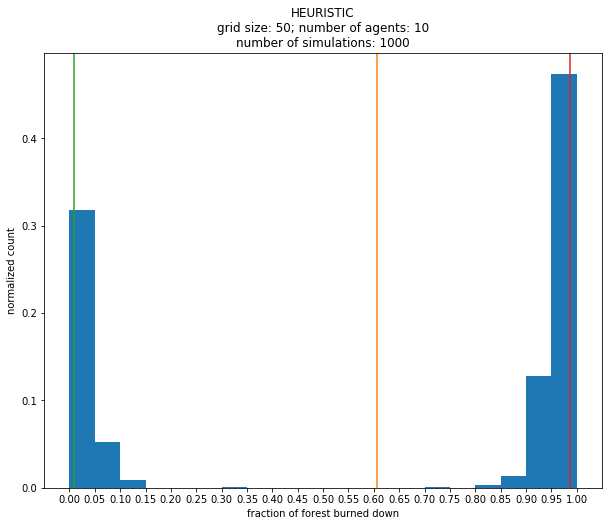 HEURISTIC
grid size: 50; number of agents: 10
number of simulations: 1000
normalized count
0.4
0.3
0.2
0.1
0.0
0.00 0.05 0.10 0.15 0.20 0.25 0.30 0.35 0.40 0.45 0.50 0.55 0.60 0.65 0.70 0.75 0.80 0.85 0.90 0.95 1.00
fraction of forest burned down